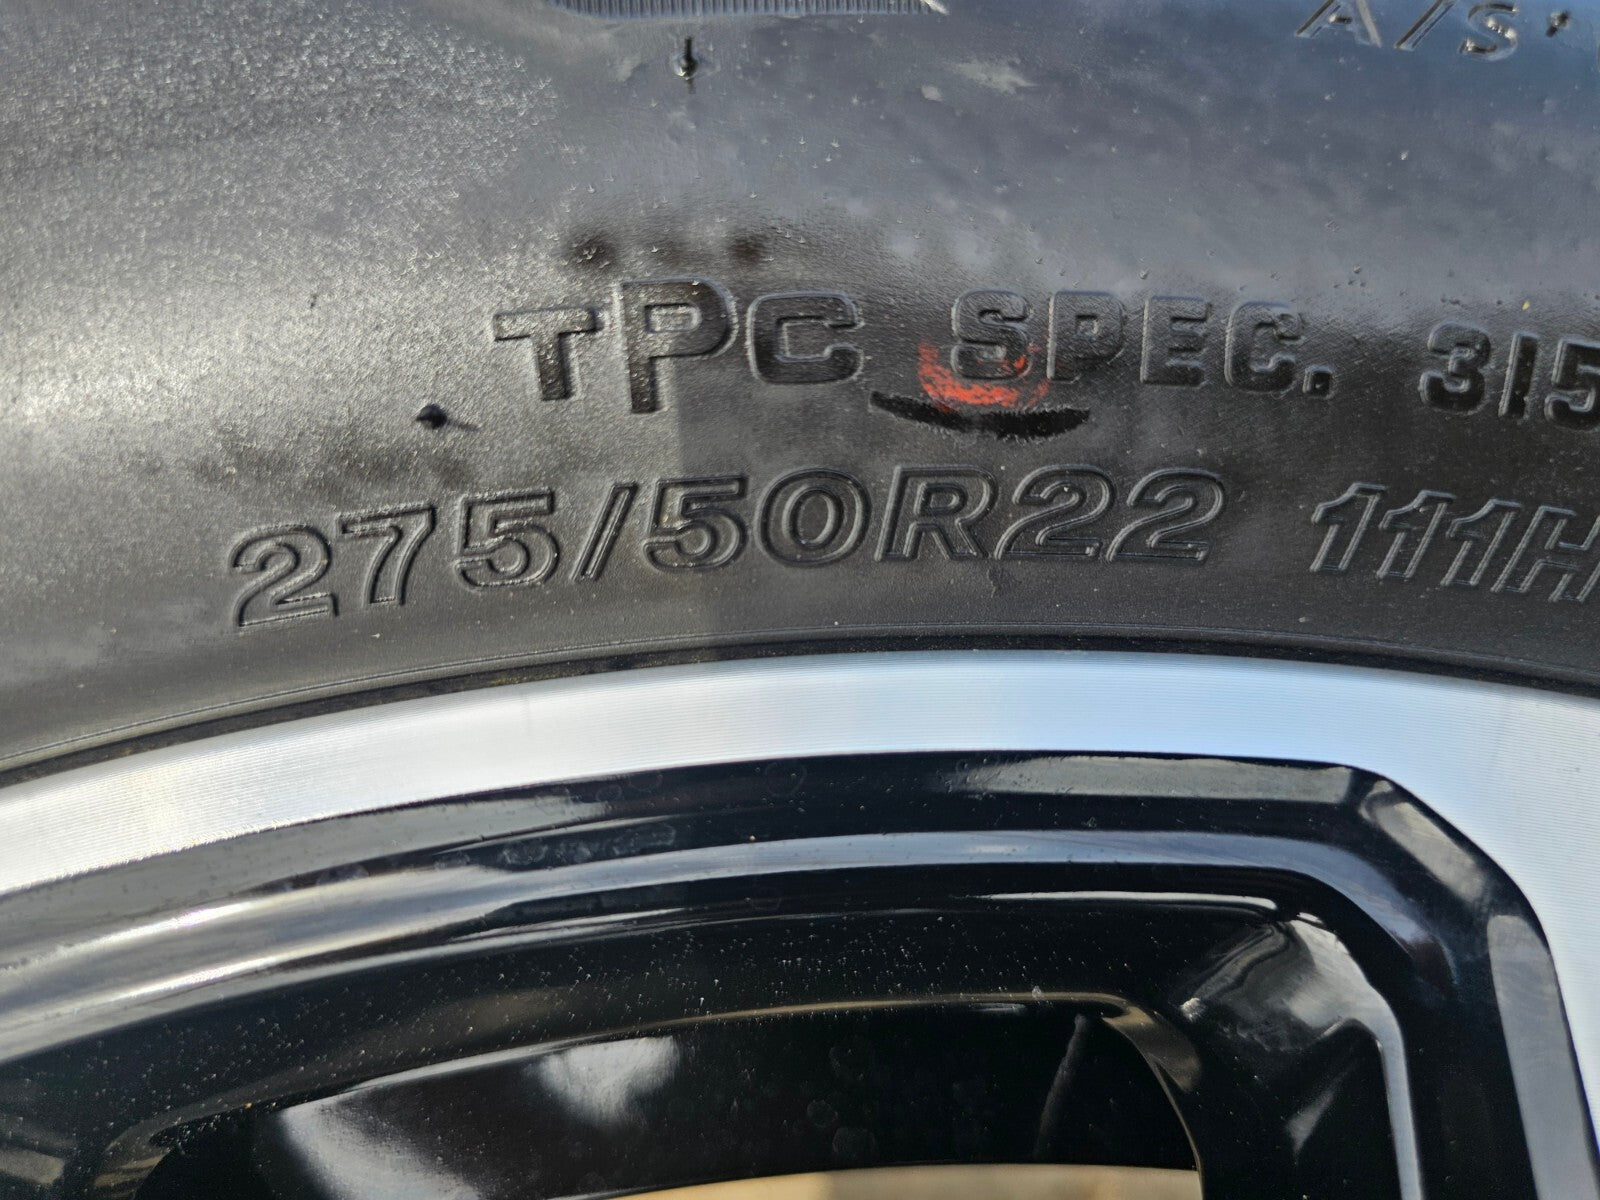 A/S
TPC SPEC. 315
275/50R22 111H